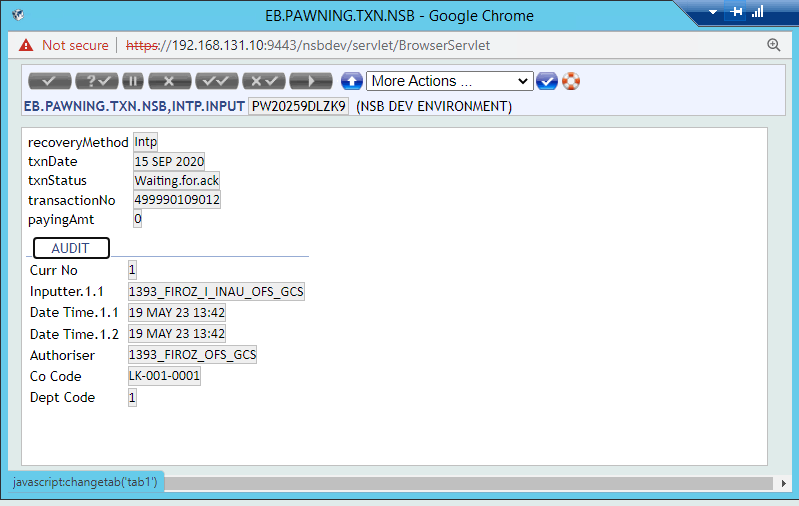 EB.PAWNING.TXN.NSB - Google Chrome
Not secure https://192.168.131.10:9443/nsbdev/servlet/BrowserServlet
More Actions ...
EB.PAWNING.TXN.NSB,INTP.INPUT PW20259DLZK9 (NSB DEV ENVIRONMENT)
recoveryMethod Intp
txnDate 15 SEP 2020
txnStatus Waiting.for.ack
transactionNo 499990109012
payingAmt 0
AUDIT
Curr No 1
Inputter.1.1 1393_FIROZ_I_INAU_OFS_GCS
Date Time.1.1 19 MAY 23 13:42
Date Time.1.2 19 MAY 23 13:42
Authoriser 1393_FIROZ_OFS_GCS
Co Code LK-001-0001
Dept Code 1
javascript:changetab('tab1')